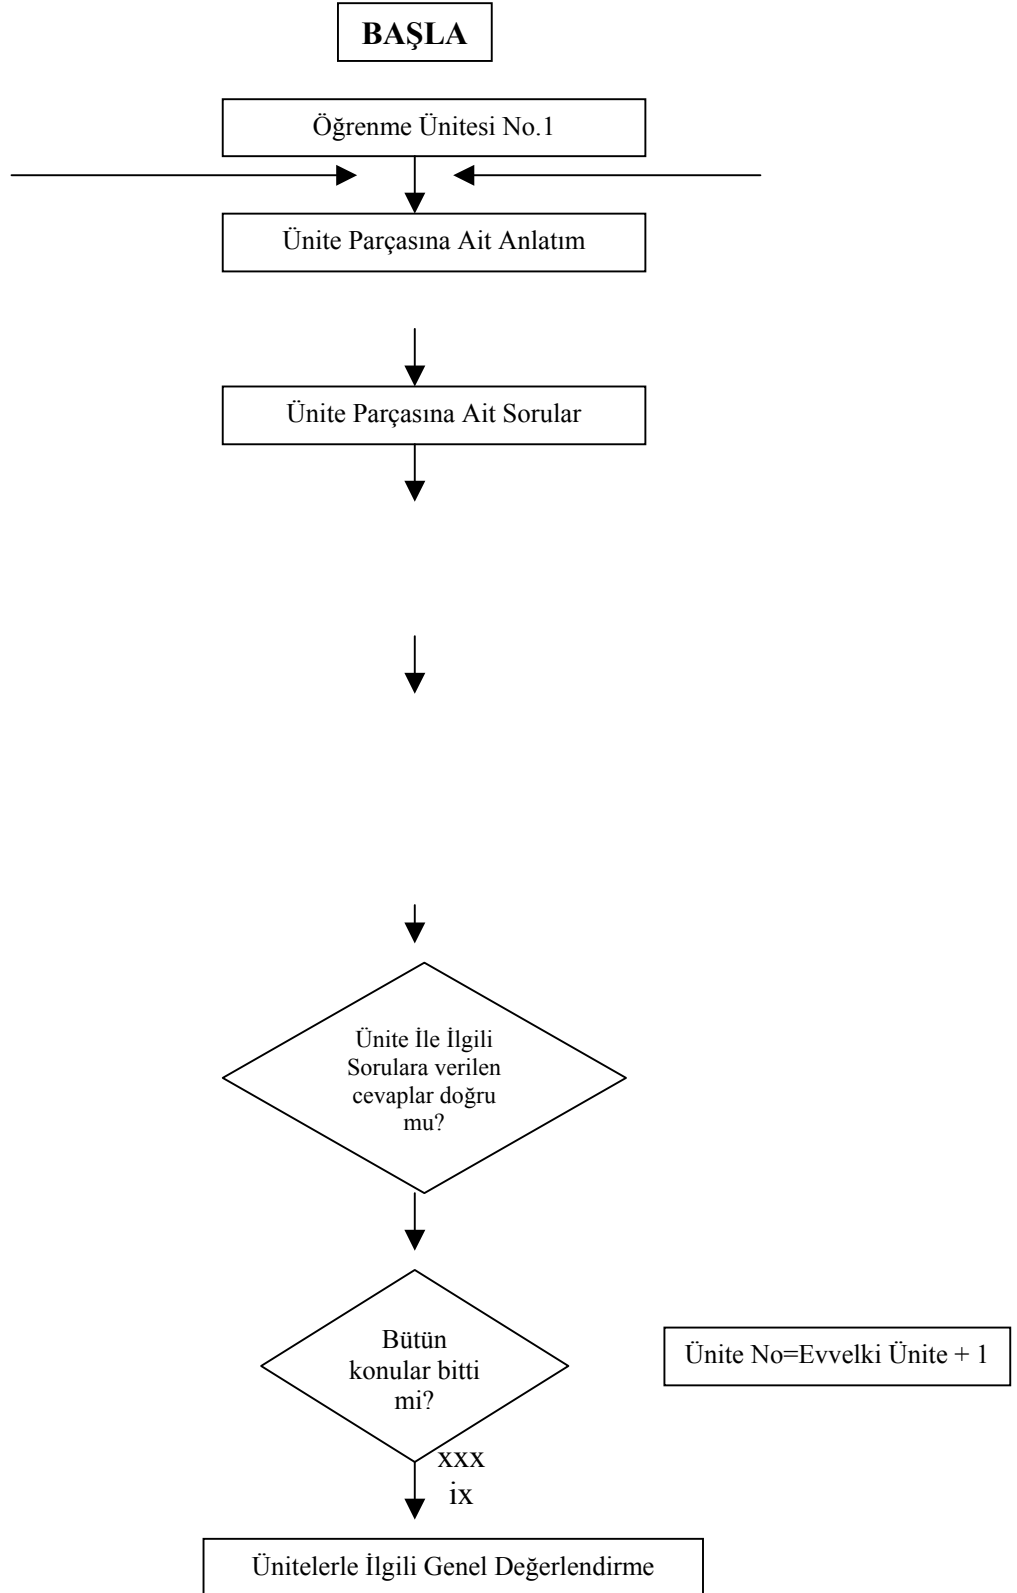 BAŞLA
Öğrenme Ünitesi No.1
Ünite Parçasına Ait Anlatım
Ünite Parçasına Ait Sorular
Ünite İle İlgili
Sorulara verilen
cevaplar doğru
mu?
Bütün
konular bitti
mi?
Ünite No=Evvelki Ünite + 1
xxx
ix
Ünitelerle İlgili Genel Değerlendirme